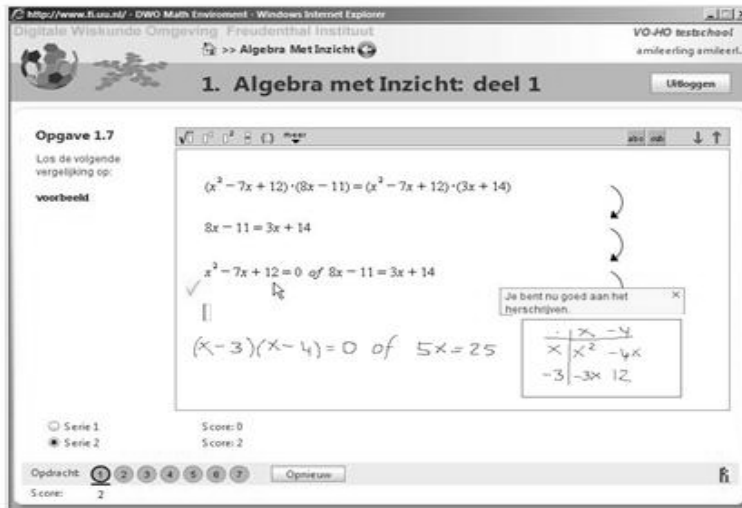 http://www.fi.uu.nl/ - DWO Math Enviroment - Windows Internet Explorer
Digitale Wiskunde Omgeving Freudenthal Instituut
>> Algebra Met Inzicht
VO-HO testschool
amileerling amileerl.
1. Algebra met Inzicht: deel 1
Uitloggen
Opgave 1.7
Los de volgende
vergelijking op:
voorbeeld
meer
(x² − 7x + 12)·(8x − 11) = (x² − 7x + 12)·(3x + 14)
8x − 11 = 3x + 14
x² − 7x + 12 = 0 of 8x − 11 = 3x + 14
Je bent nu goed aan het
herschrijven.
(x − 3)(x − 4) = 0 of 5x = 25
. x −4
x x² −4x
−3 −3x 12
Serie 1 Score: 0
Serie 2 Score: 2
Opdracht: 1 2 3 4 5 6 7 Opnieuw
Score: 2